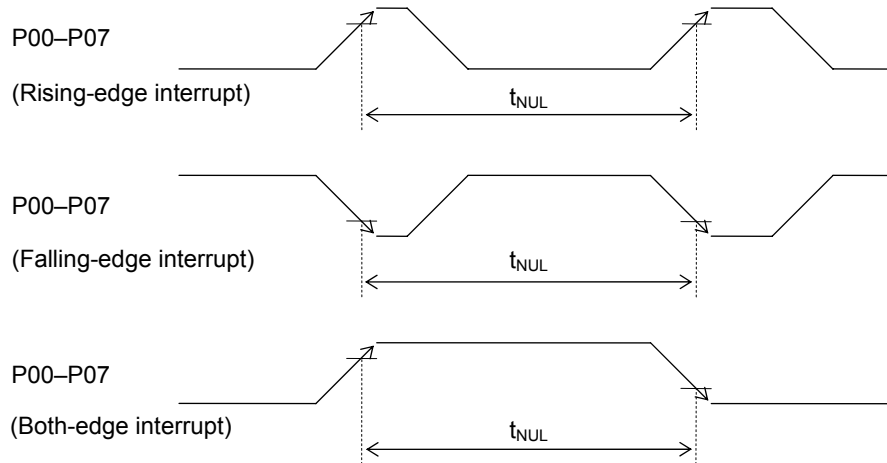 P00–P07
(Rising-edge interrupt)
tNUL
P00–P07
(Falling-edge interrupt)
tNUL
P00–P07
(Both-edge interrupt)
tNUL